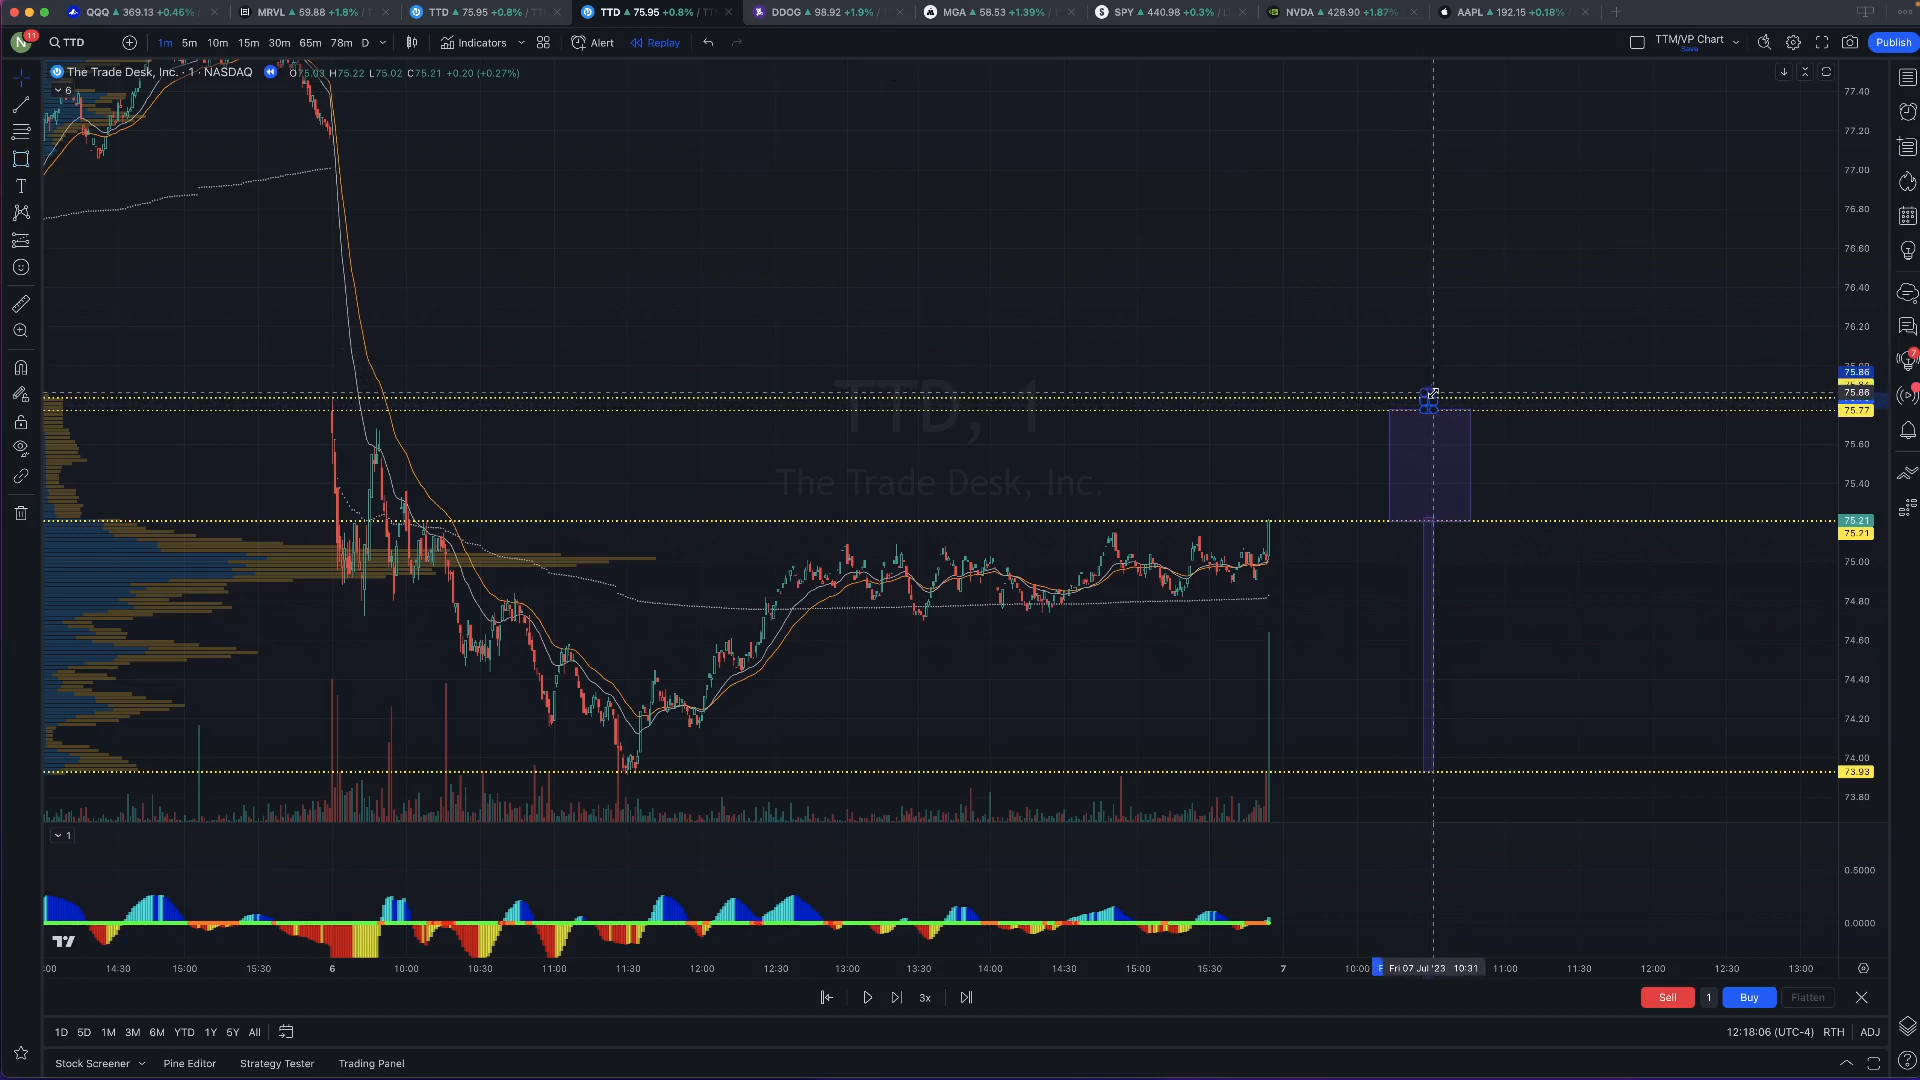 QQQ ▲ 369.13 +0.46%
MRVL ▲ 59.88 +1.8% / T
TTD ▲ 75.95 +0.8% / TT
TTD ▲ 75.95 +0.8% / TT
DDOG ▲ 98.92 +1.9% /
MGA ▲ 58.53 +1.39% /
SPY ▲ 440.98 +0.3% /
NVDA ▲ 428.90 +1.87%
AAPL ▲ 192.15 +0.18% /
N 11
TTD
1m 5m 10m 15m 30m 65m 78m D
Indicators
Alert
Replay
TTM/VP Chart
Save
Publish
The Trade Desk, Inc. · 1 · NASDAQ
O75.03 H75.22 L75.02 C75.21 +0.20 (+0.27%)
6
77.40
77.20
77.00
76.80
76.60
76.40
76.20
75.86
75.86
75.77
75.60
75.40
75.21
75.21
75.00
74.80
74.60
74.40
74.20
74.00
73.93
73.80
TTD, 1
The Trade Desk, Inc.
7
1
0.5000
0.0000
:00 14:30 15:00 15:30 6 10:00 10:30 11:00 11:30 12:00 12:30 13:00 13:30 14:00 14:30 15:00 15:30 7 10:00 F Fri 07 Jul '23 10:31 11:00 11:30 12:00 12:30 13:00
3x
Sell 1 Buy Flatten
1D 5D 1M 3M 6M YTD 1Y 5Y All
12:18:06 (UTC-4) RTH ADJ
Stock Screener Pine Editor Strategy Tester Trading Panel